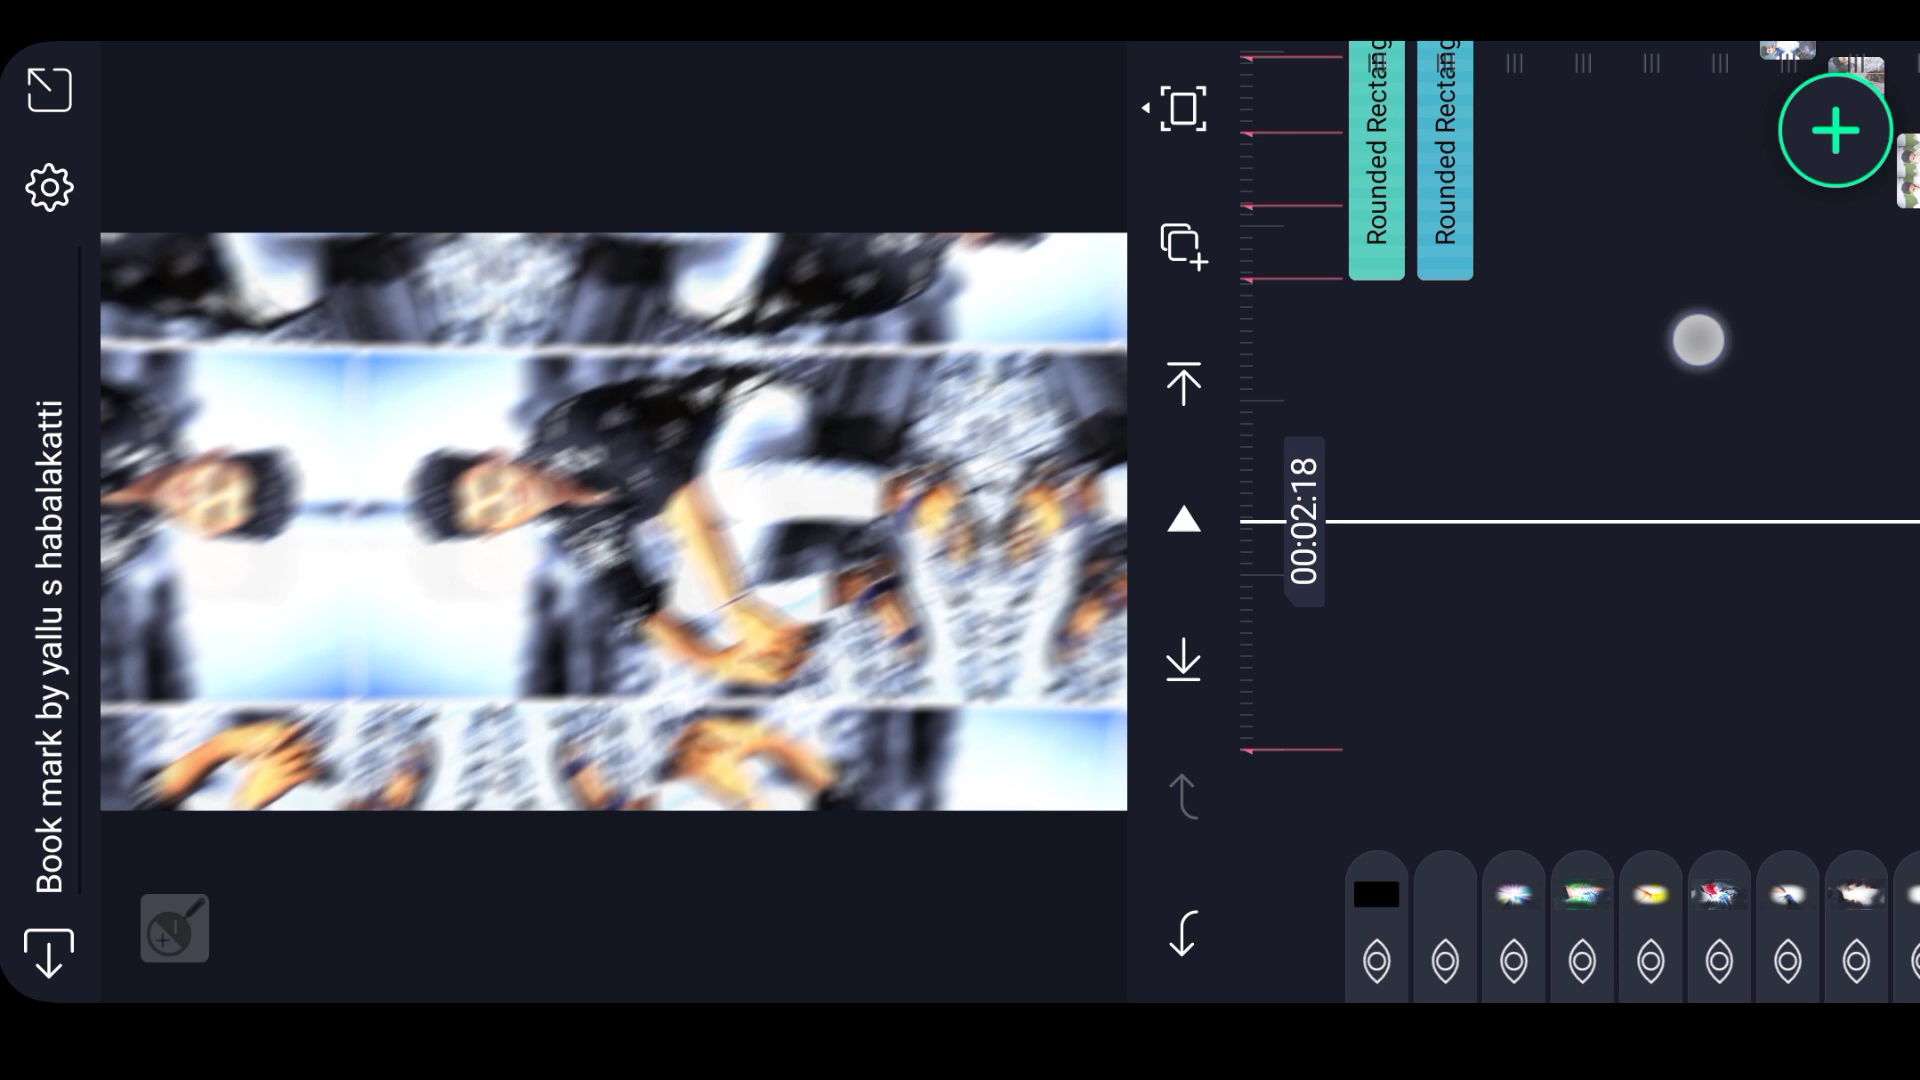 Book mark by yallu s habalakatti
00:02:18
Rounded Rectang
Rounded Rectang